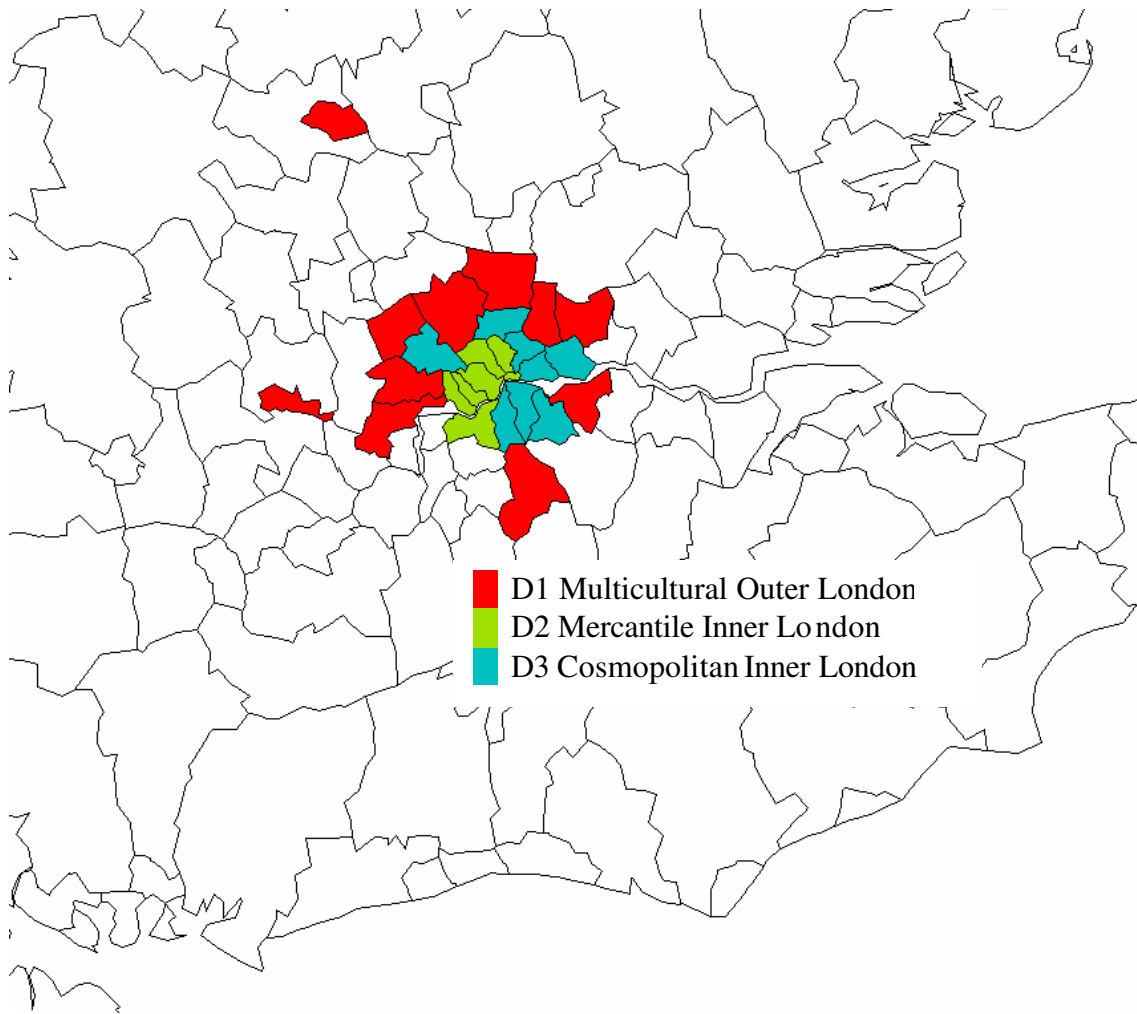 D1 Multicultural Outer London
D2 Mercantile Inner London
D3 Cosmopolitan Inner London